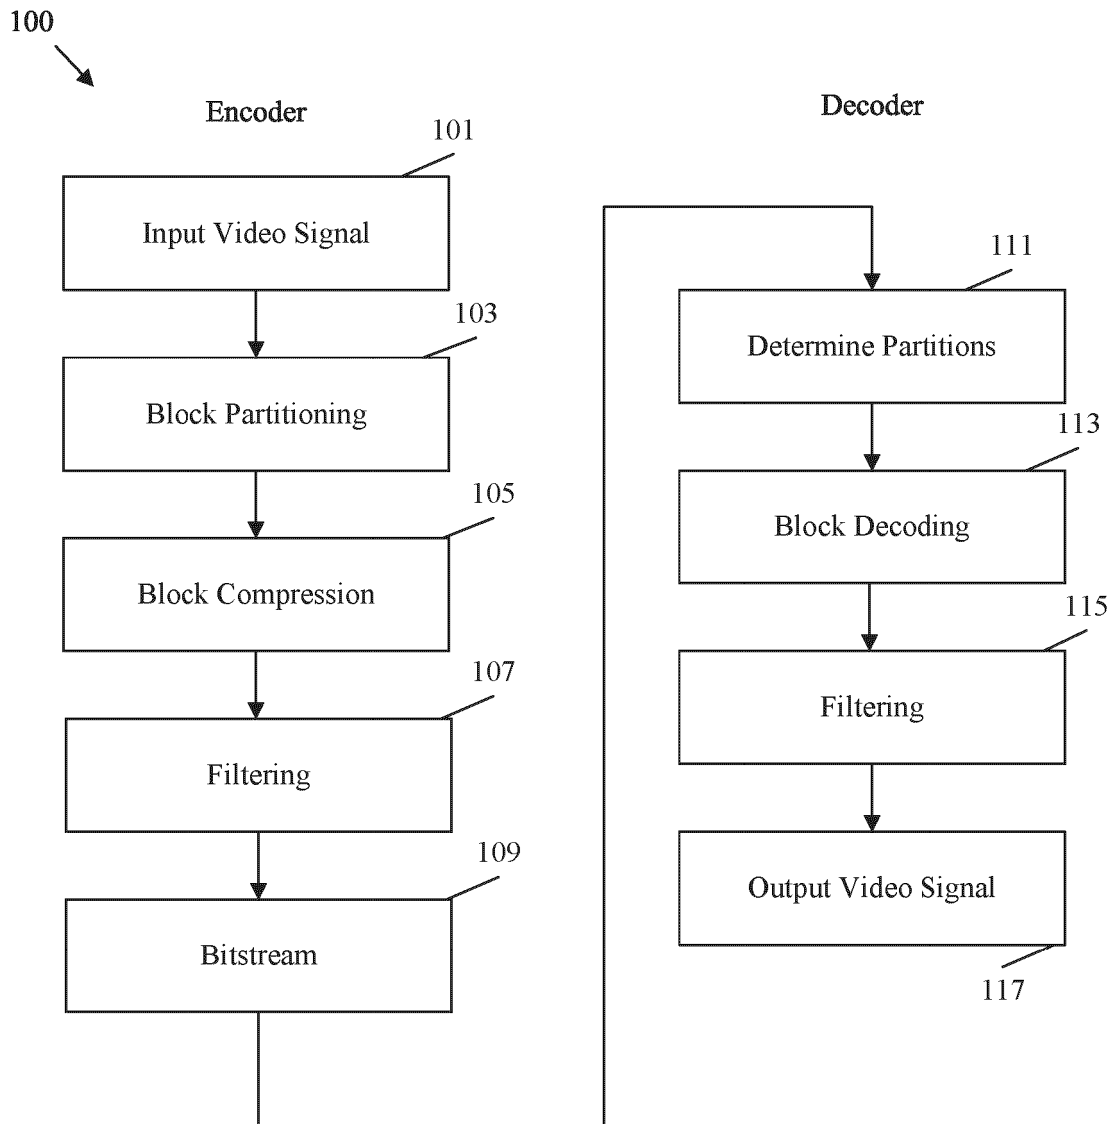 100
Encoder
101
Input Video Signal
103
Block Partitioning
105
Block Compression
107
Filtering
109
Bitstream
Decoder
111
Determine Partitions
113
Block Decoding
115
Filtering
Output Video Signal
117